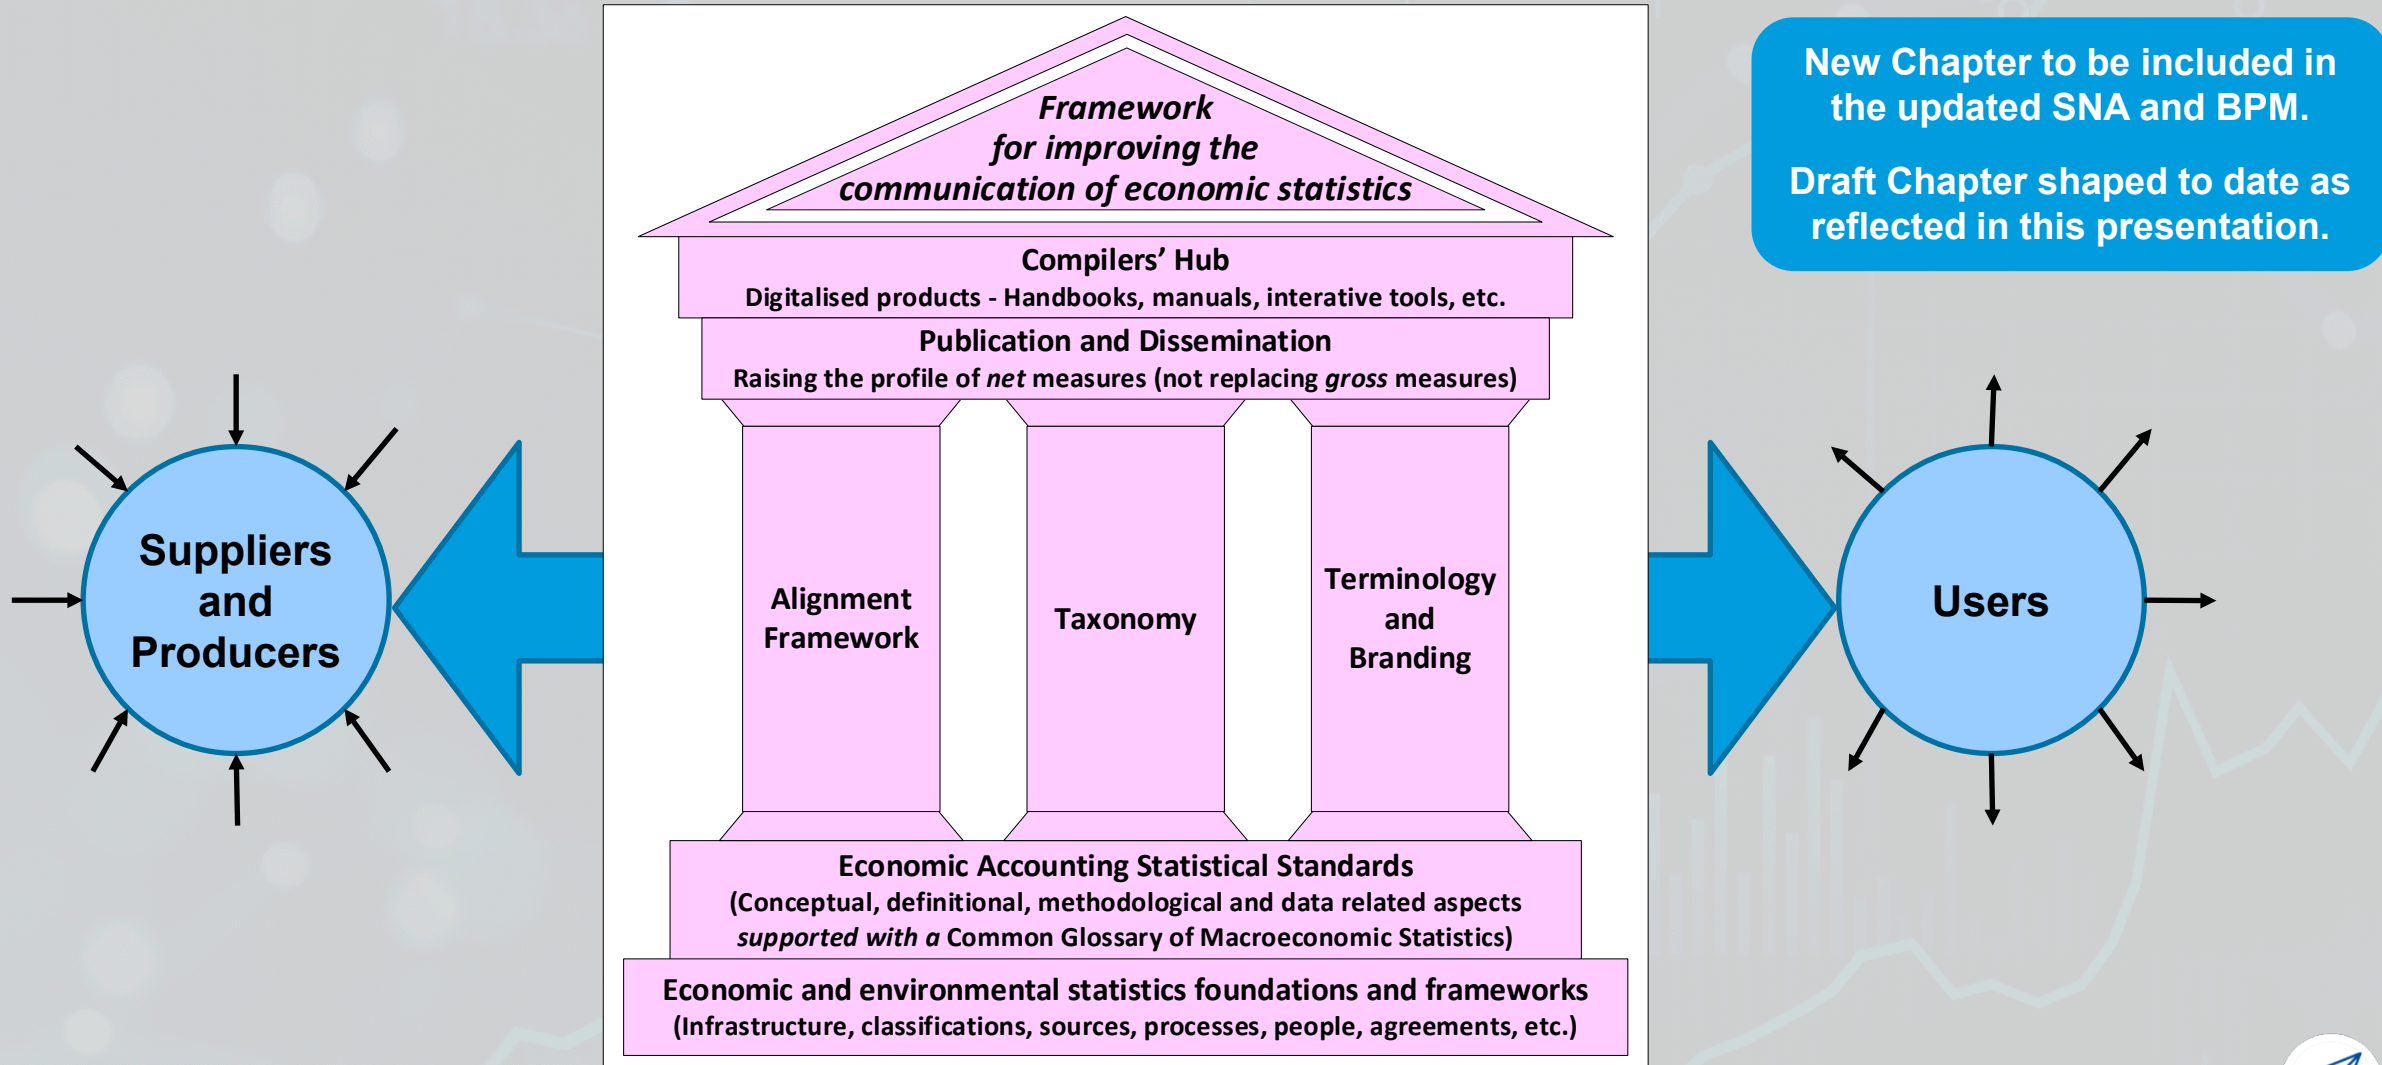 Framework
for improving the
communication of economic statistics
Compilers’ Hub
Digitalised products - Handbooks, manuals, interative tools, etc.
Publication and Dissemination
Raising the profile of net measures (not replacing gross measures)
Alignment
Framework
Taxonomy
Terminology
and
Branding
Economic Accounting Statistical Standards
(Conceptual, definitional, methodological and data related aspects
supported with a Common Glossary of Macroeconomic Statistics)
Economic and environmental statistics foundations and frameworks
(Infrastructure, classifications, sources, processes, people, agreements, etc.)
Suppliers
and
Producers
Users
New Chapter to be included in
the updated SNA and BPM.
Draft Chapter shaped to date as
reflected in this presentation.